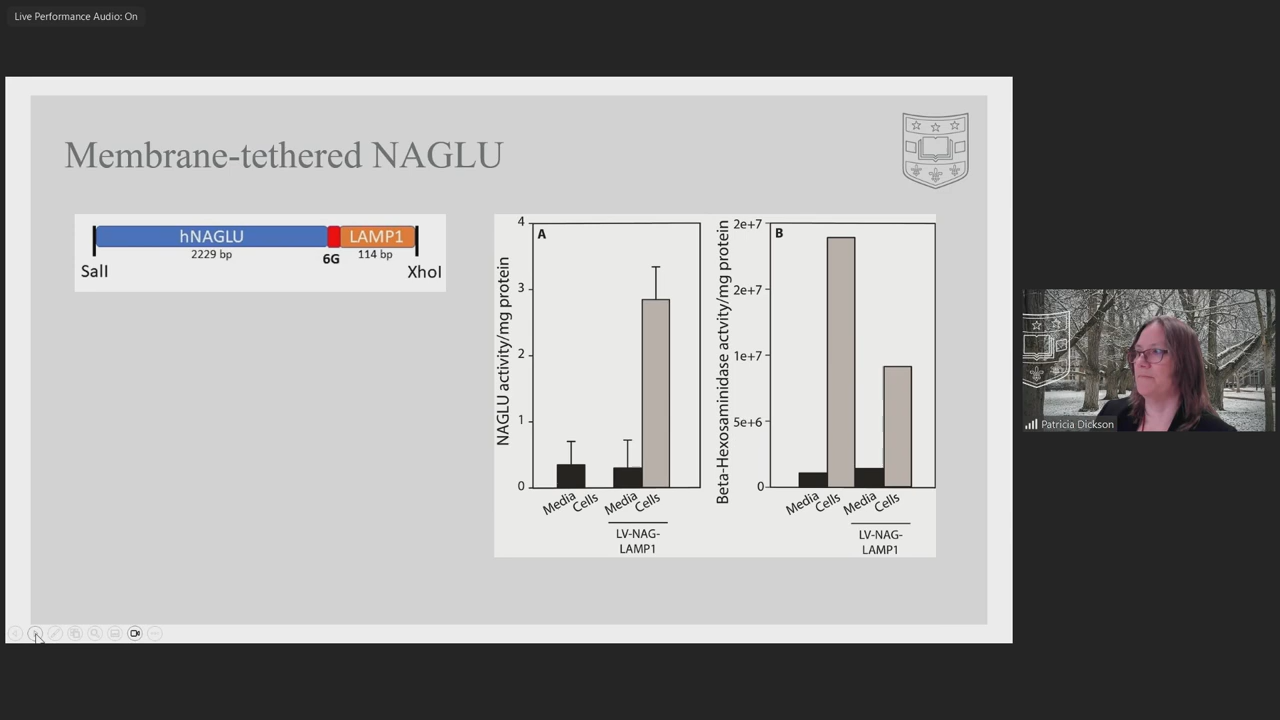 Live Performance Audio: On
Membrane-tethered NAGLU
hNAGLU
LAMP1
2229 bp
6G
114 bp
SalI
XhoI
A
NAGLU activity/mg protein
4
3
2
1
0
Media
Cells
Media
Cells
LV-NAG-
LAMP1
B
Beta-Hexosaminidase actvity/mg protein
2e+7
2e+7
1e+7
5e+6
0
Media
Cells
Media
Cells
LV-NAG-
LAMP1
Patricia Dickson